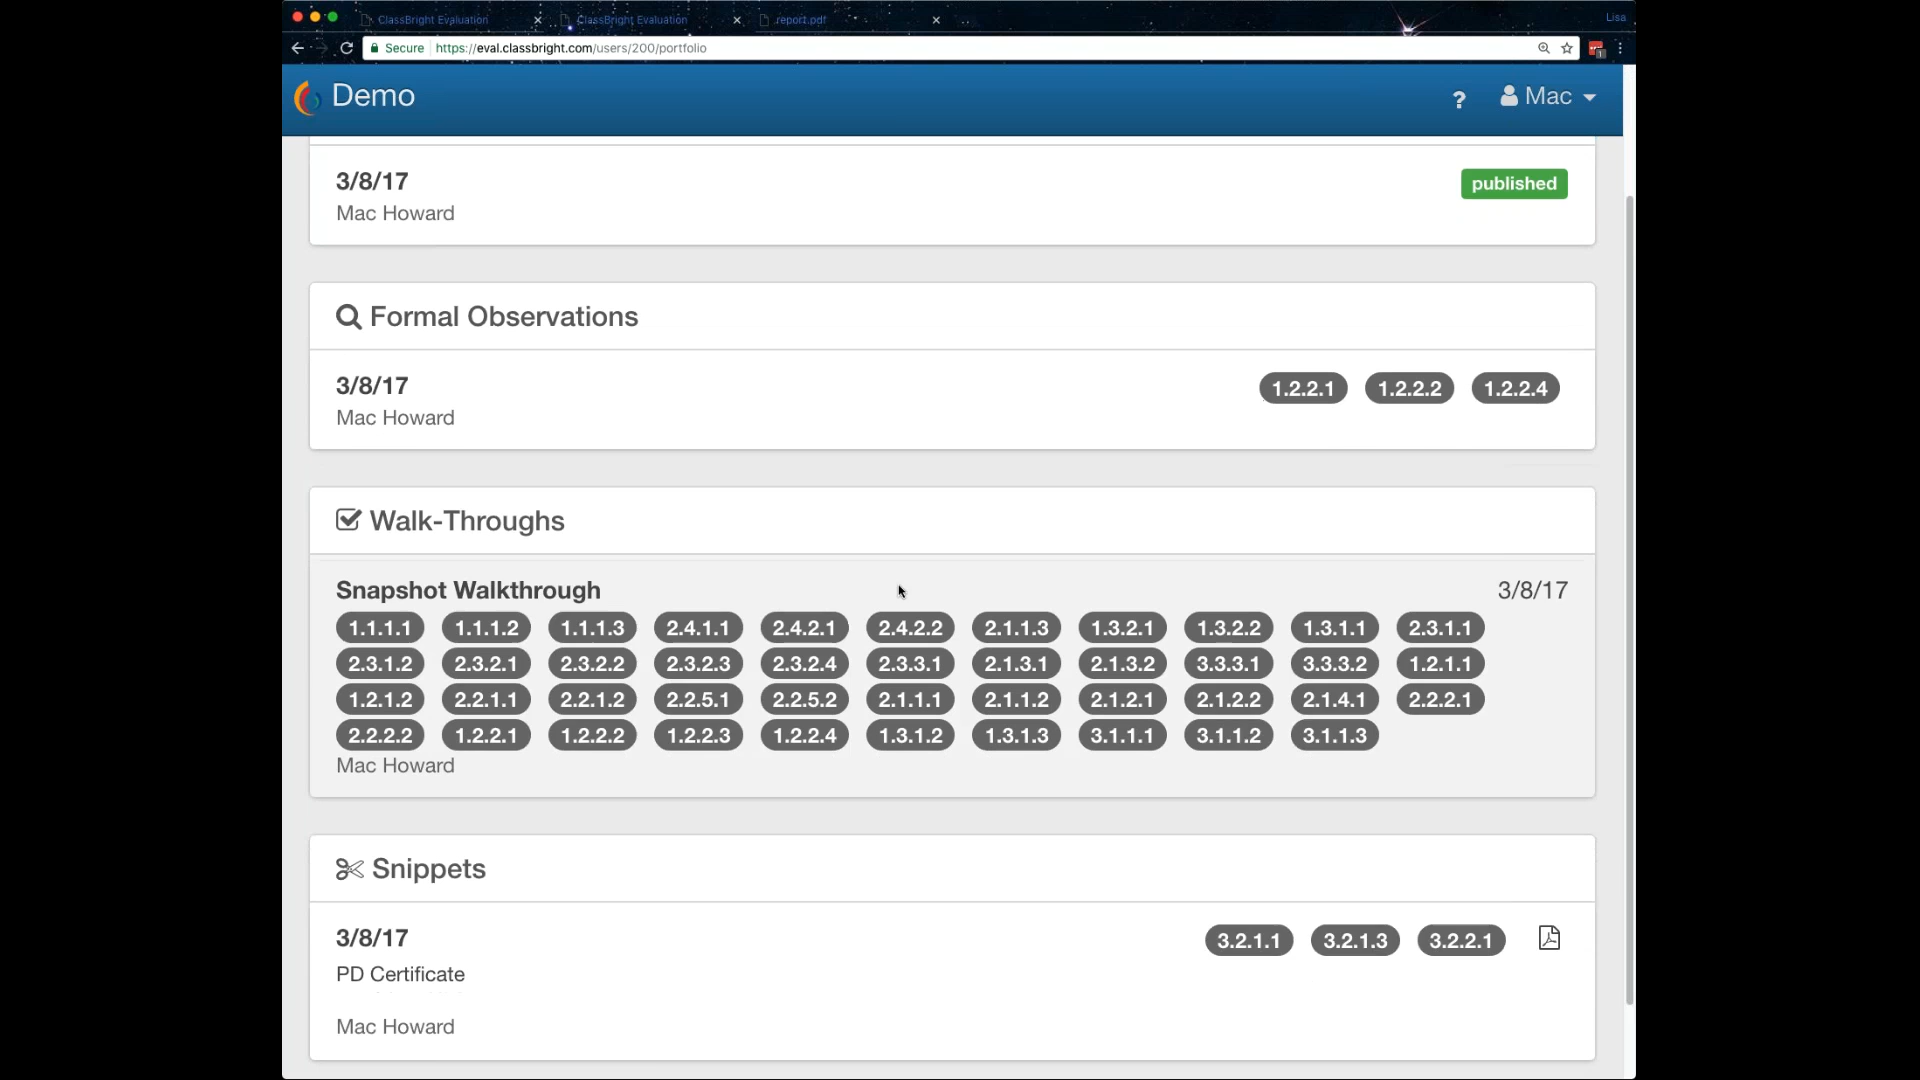 ClassBright Evaluation ClassBright Evaluation report.pdf Lisa
Secure https://eval.classbright.com/users/200/portfolio
Demo ? Mac
3/8/17 published
Mac Howard
Formal Observations
3/8/17 1.2.2.1 1.2.2.2 1.2.2.4
Mac Howard
Walk-Throughs
Snapshot Walkthrough 3/8/17
1.1.1.1 1.1.1.2 1.1.1.3 2.4.1.1 2.4.2.1 2.4.2.2 2.1.1.3 1.3.2.1 1.3.2.2 1.3.1.1 2.3.1.1
2.3.1.2 2.3.2.1 2.3.2.2 2.3.2.3 2.3.2.4 2.3.3.1 2.1.3.1 2.1.3.2 3.3.3.1 3.3.3.2 1.2.1.1
1.2.1.2 2.2.1.1 2.2.1.2 2.2.5.1 2.2.5.2 2.1.1.1 2.1.1.2 2.1.2.1 2.1.2.2 2.1.4.1 2.2.2.1
2.2.2.2 1.2.2.1 1.2.2.2 1.2.2.3 1.2.2.4 1.3.1.2 1.3.1.3 3.1.1.1 3.1.1.2 3.1.1.3
Mac Howard
Snippets
3/8/17 3.2.1.1 3.2.1.3 3.2.2.1
PD Certificate
Mac Howard